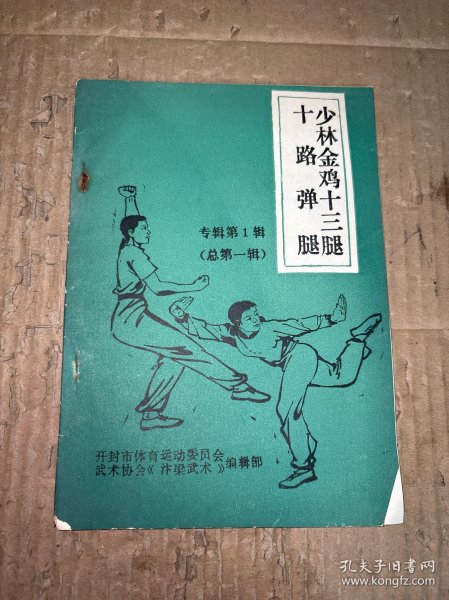 少林金鸡十三腿
十路弹腿
专辑第1辑
(总第一辑)
开封市体育运动委员会
武术协会《汴梁武术》编辑部
孔夫子旧书网
www.kongfz.com